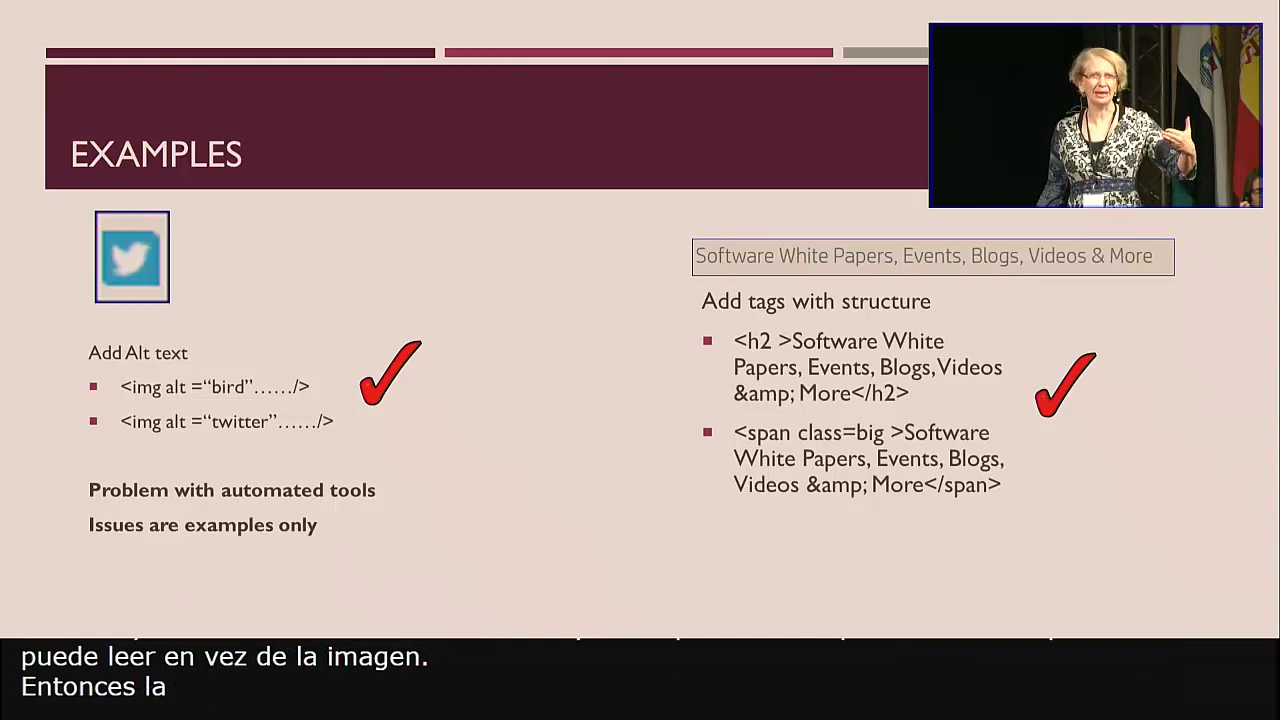 EXAMPLES
Add Alt text
<img alt =“bird”……/>
<img alt =“twitter”……/>
Problem with automated tools
Issues are examples only
Software White Papers, Events, Blogs, Videos & More
Add tags with structure
<h2 >Software White
Papers, Events, Blogs, Videos
&amp; More</h2>
<span class=big >Software
White Papers, Events, Blogs,
Videos &amp; More</span>
puede leer en vez de la imagen.
Entonces la